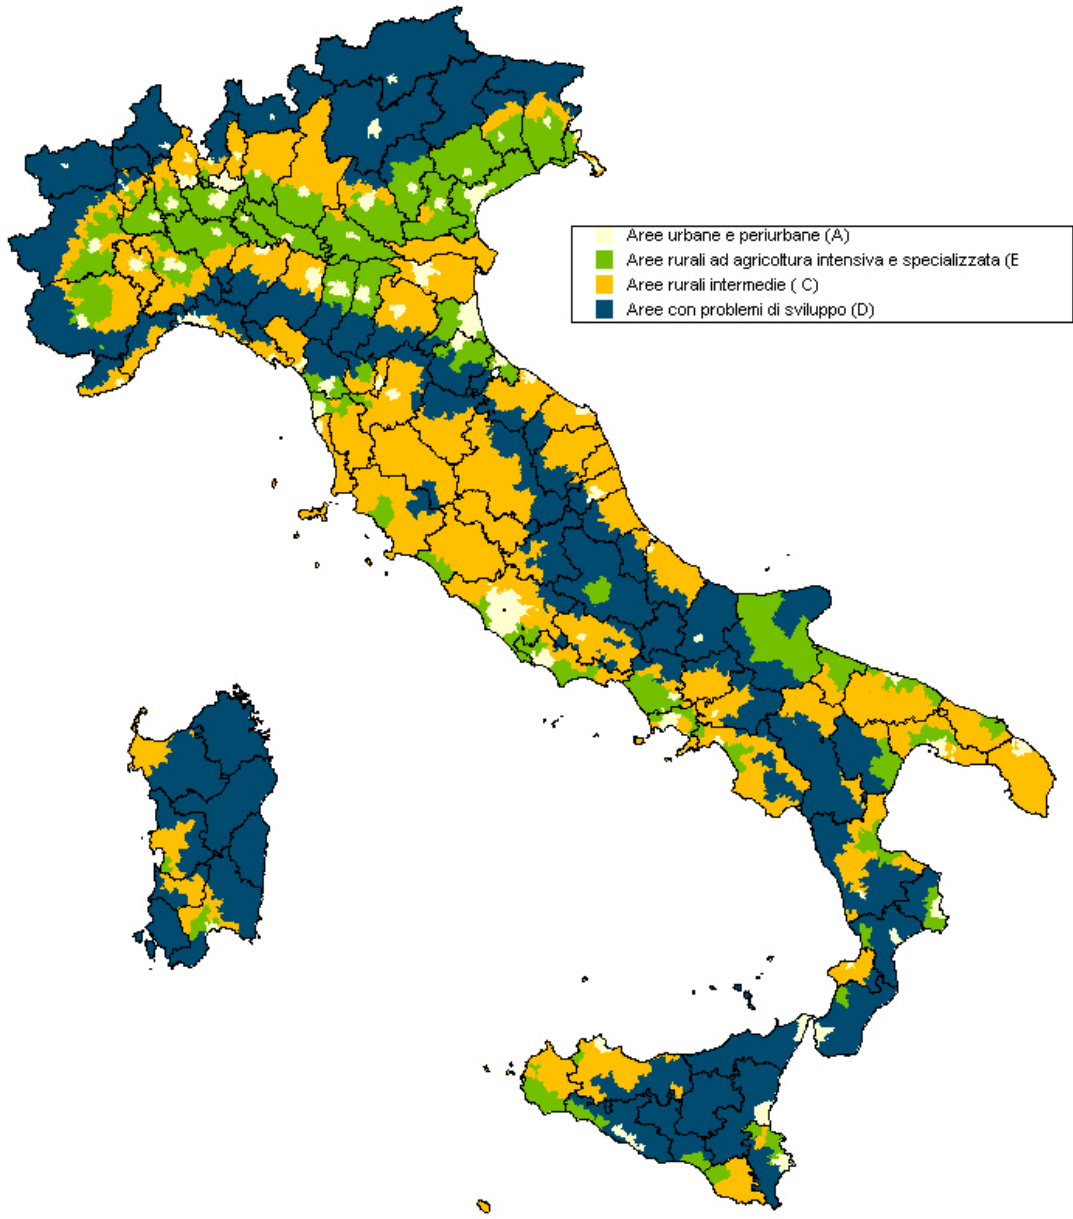 Aree urbane e periurbane (A)
Aree rurali ad agricoltura intensiva e specializzata (E
Aree rurali intermedie ( C)
Aree con problemi di sviluppo (D)